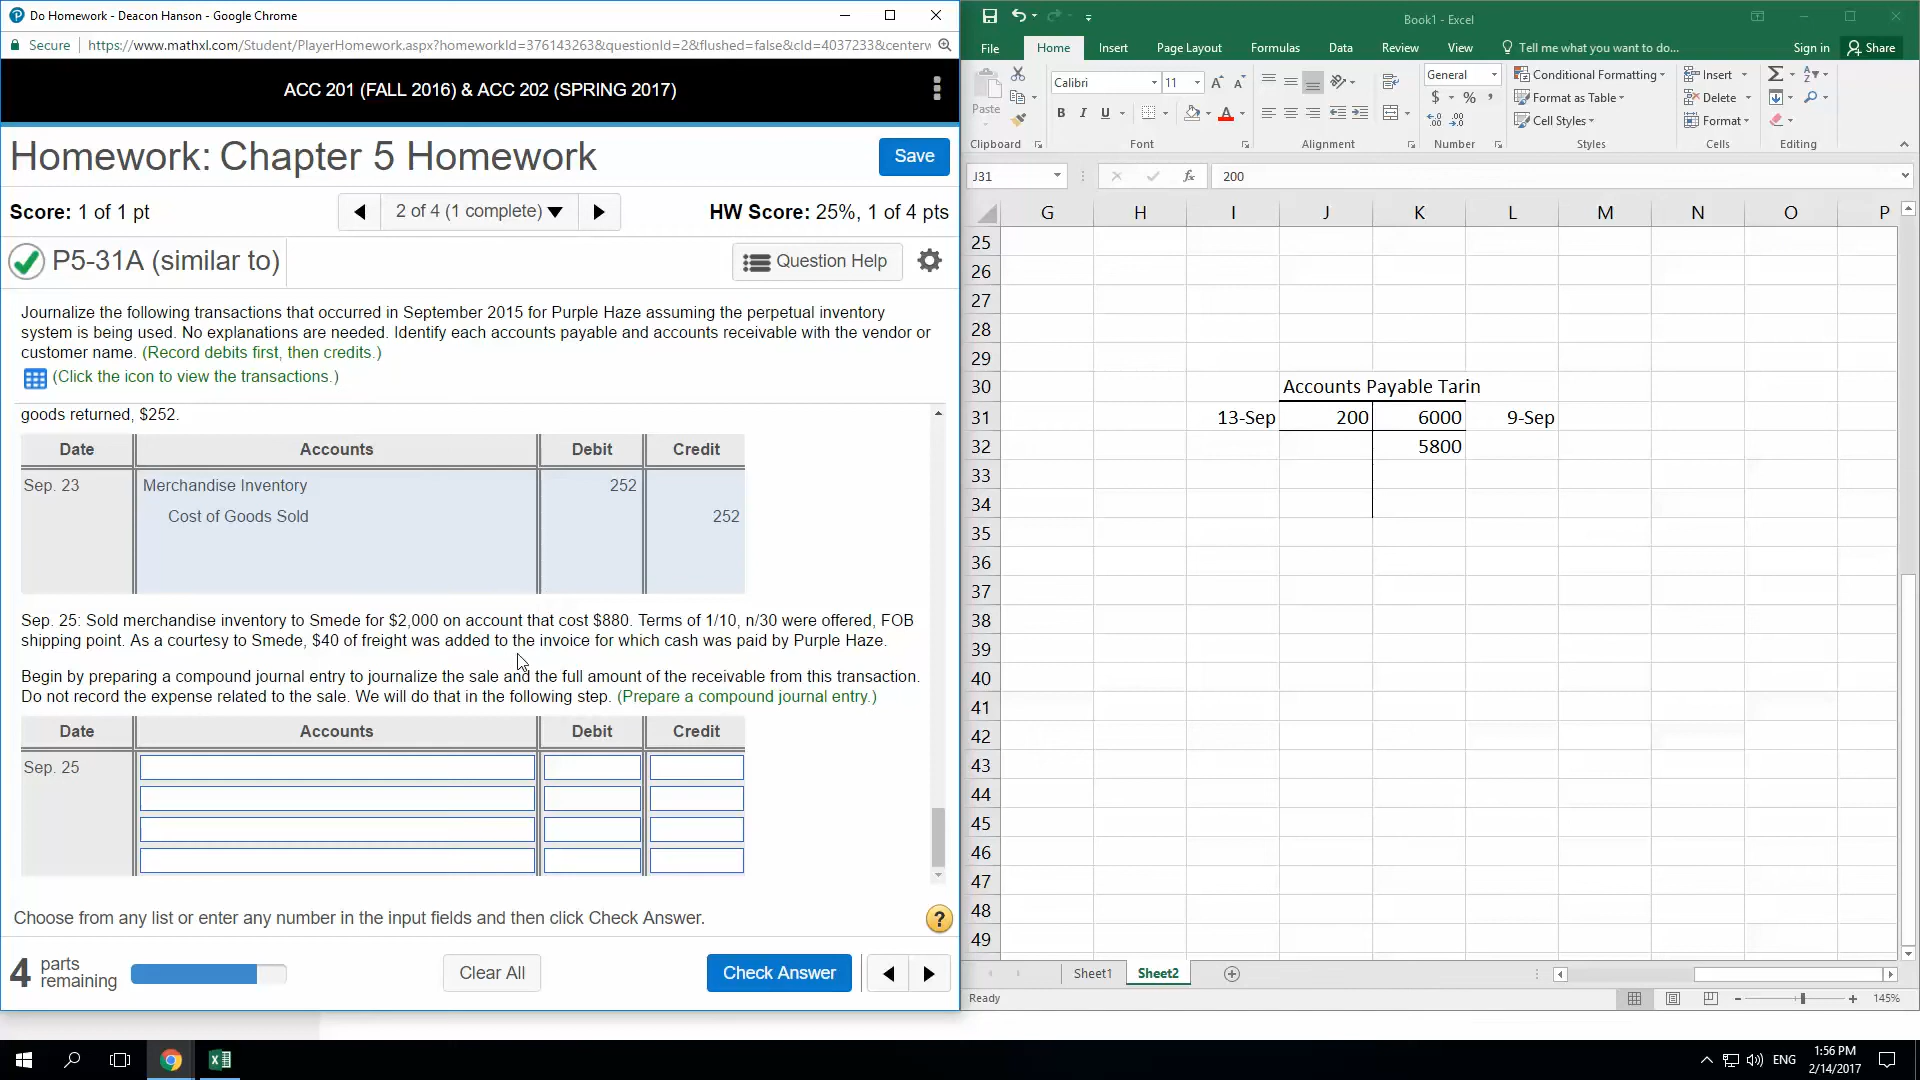 Do Homework - Deacon Hanson - Google Chrome
Secure https://www.mathxl.com/Student/PlayerHomework.aspx?homeworkId=376143263&questionId=2&flushed=false&cId=4037233&centerw
ACC 201 (FALL 2016) & ACC 202 (SPRING 2017)
Homework: Chapter 5 Homework
Save
Score: 1 of 1 pt
2 of 4 (1 complete)
HW Score: 25%, 1 of 4 pts
P5-31A (similar to)
Question Help
Journalize the following transactions that occurred in September 2015 for Purple Haze assuming the perpetual inventory
system is being used. No explanations are needed. Identify each accounts payable and accounts receivable with the vendor or
customer name. (Record debits first, then credits.)
(Click the icon to view the transactions.)
goods returned, $252.
Date Accounts Debit Credit
Sep. 23 Merchandise Inventory 252
Cost of Goods Sold 252
Sep. 25: Sold merchandise inventory to Smede for $2,000 on account that cost $880. Terms of 1/10, n/30 were offered, FOB
shipping point. As a courtesy to Smede, $40 of freight was added to the invoice for which cash was paid by Purple Haze.
Begin by preparing a compound journal entry to journalize the sale and the full amount of the receivable from this transaction.
Do not record the expense related to the sale. We will do that in the following step. (Prepare a compound journal entry.)
Date Accounts Debit Credit
Sep. 25
Choose from any list or enter any number in the input fields and then click Check Answer.
?
4 parts
remaining
Clear All
Check Answer
Book1 - Excel
File Home Insert Page Layout Formulas Data Review View Tell me what you want to do... Sign in Share
Paste
Calibri 11
B I U
General
$ % ,
Conditional Formatting
Format as Table
Cell Styles
Insert
Delete
Format
Clipboard Font Alignment Number Styles Cells Editing
J31 fx 200
G H I J K L M N O P
25
26
27
28
29
30 Accounts Payable Tarin
31 13-Sep 200 6000 9-Sep
32 5800
33
34
35
36
37
38
39
40
41
42
43
44
45
46
47
48
49
Sheet1 Sheet2
Ready
145%
ENG
1:56 PM
2/14/2017